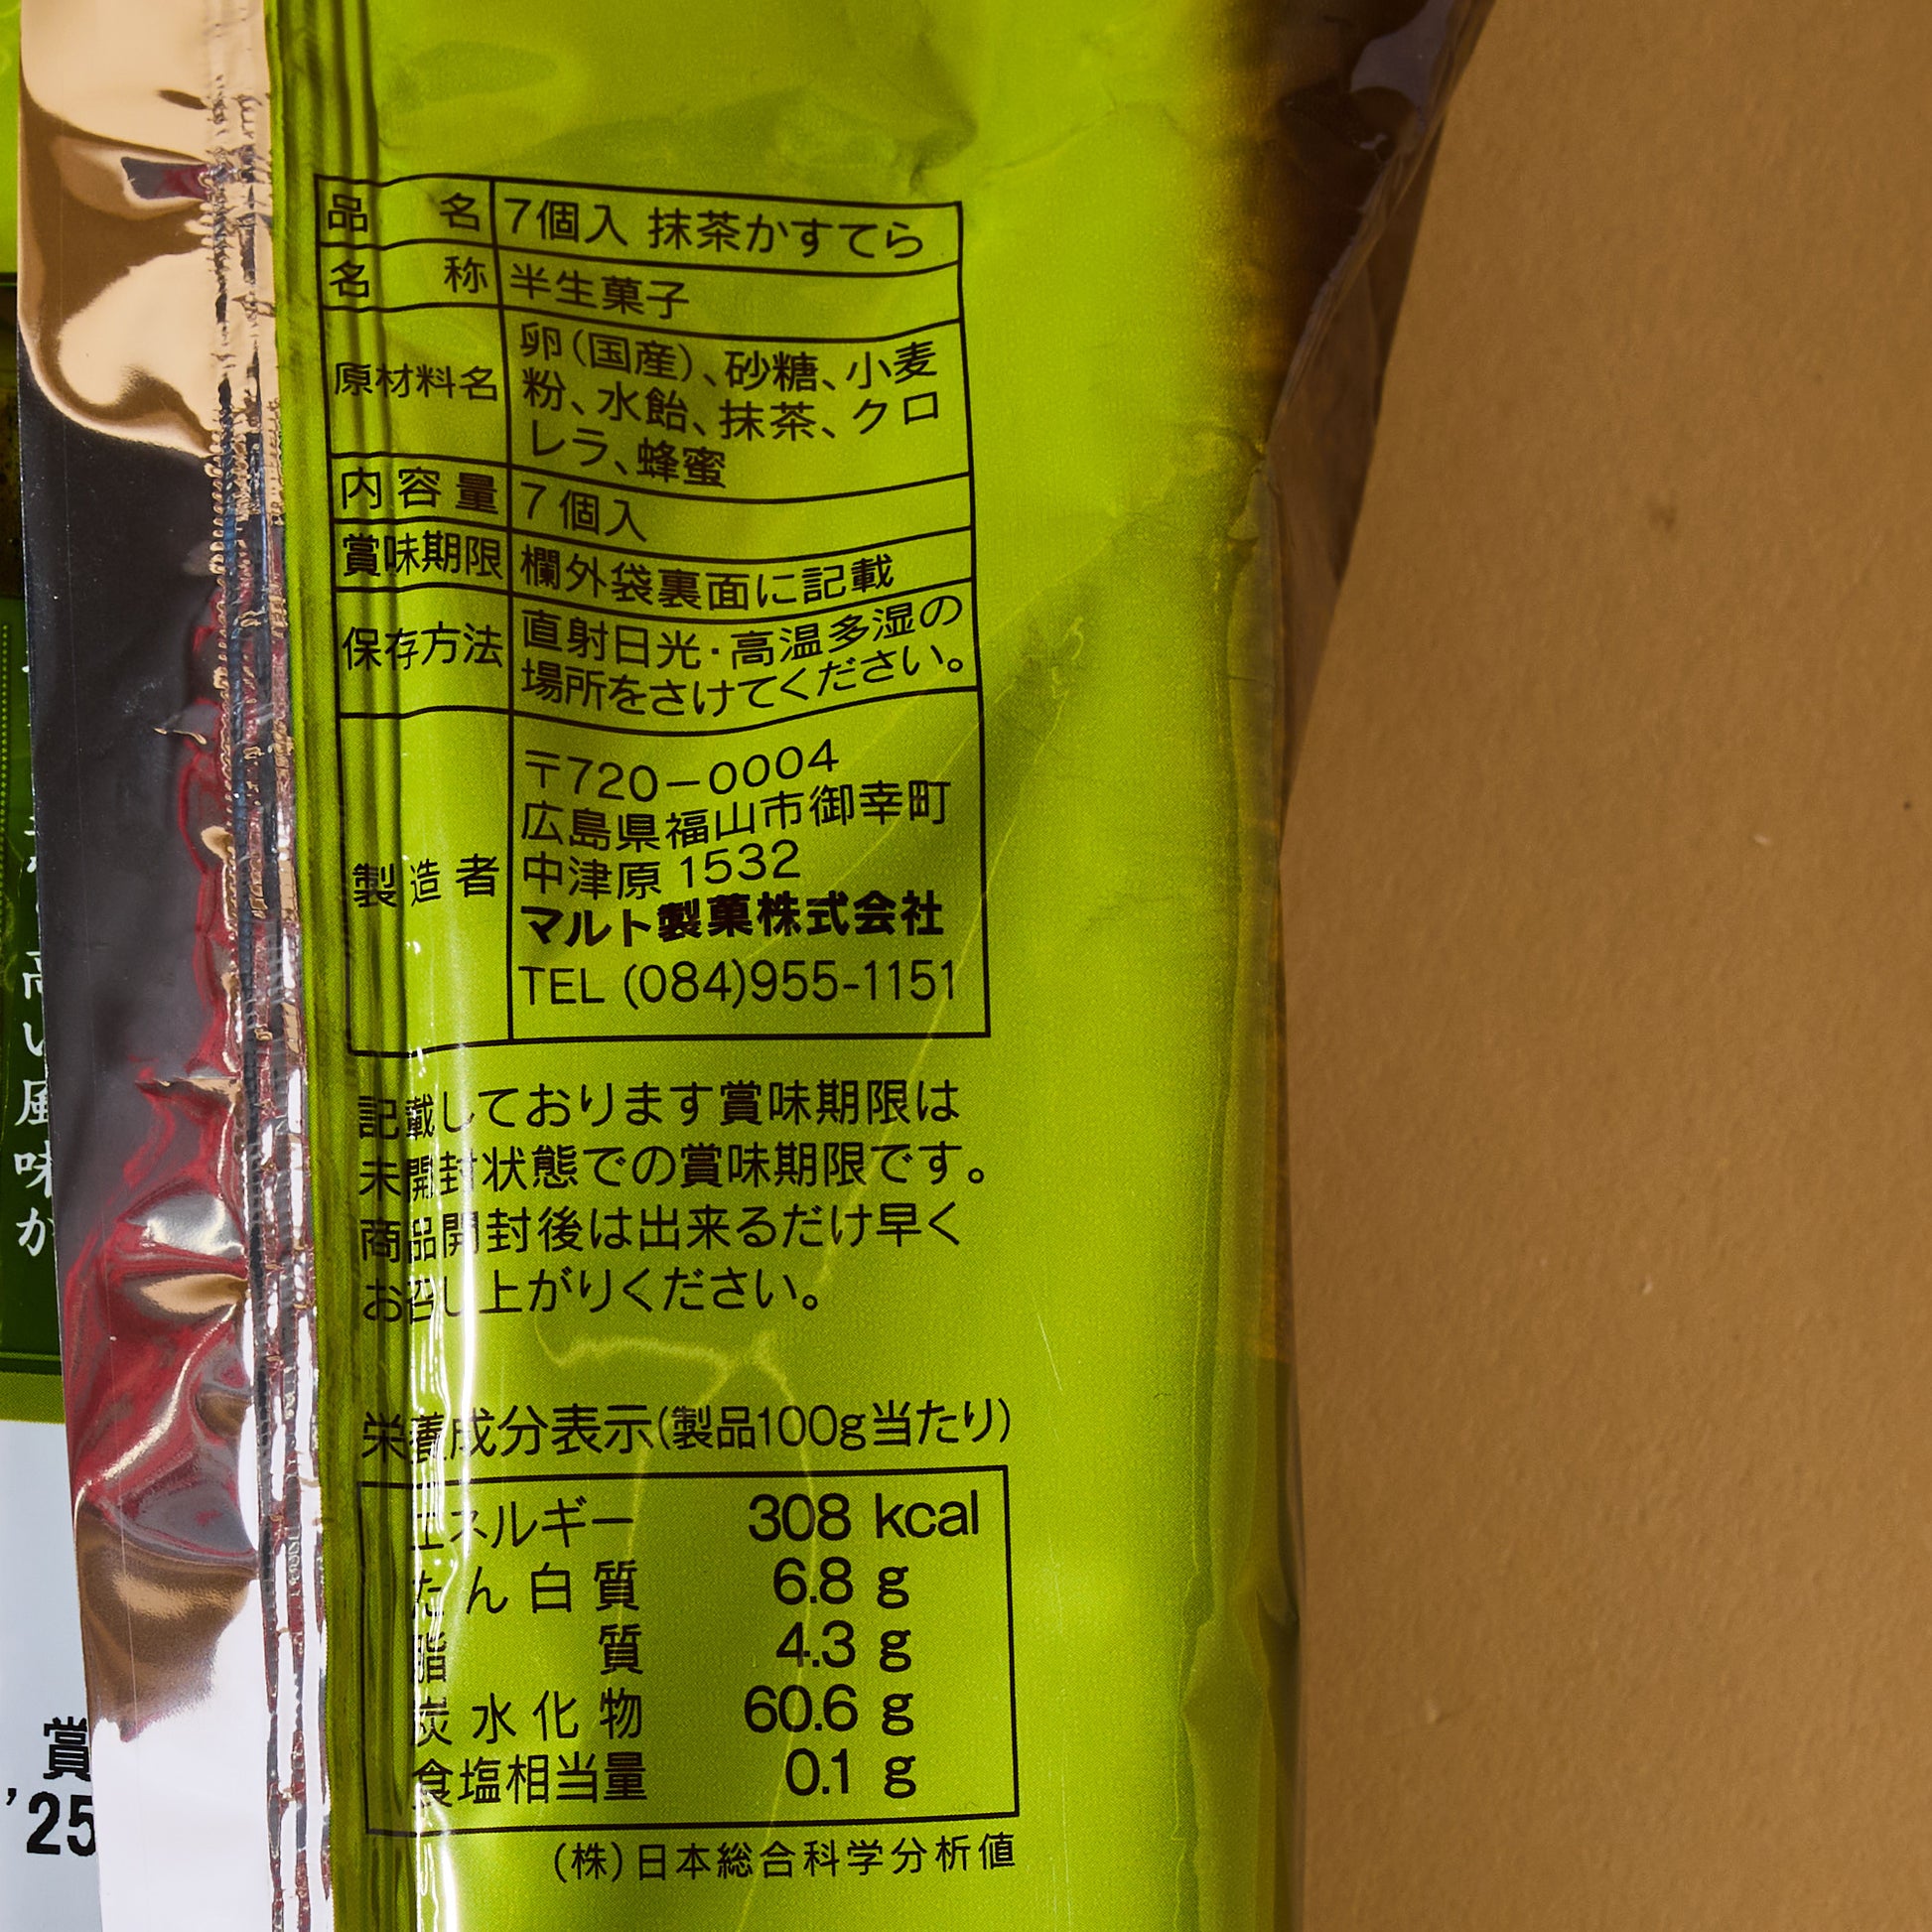 品名 7個入 抹茶かすてら
名称 半生菓子
原材料名 卵(国産)、砂糖、小麦
粉、水飴、抹茶、クロ
レラ、蜂蜜
内容量 7個入
賞味期限 欄外袋裏面に記載
保存方法 直射日光・高温多湿の
場所をさけてください。
製造者 〒720-0004
広島県福山市御幸町
中津原 1532
マルト製菓株式会社
TEL (084)955-1151
記載しております賞味期限は
未開封状態での賞味期限です。
商品開封後は出来るだけ早く
お召し上がりください。
栄養成分表示(製品100g当たり)
エネルギー 308 kcal
たん白質 6.8 g
脂質 4.3 g
炭水化物 60.6 g
食塩相当量 0.1 g
(株)日本総合科学分析値
高い風味が
賞
'25